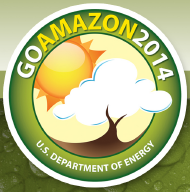 GOAMAZON2014
U.S. DEPARTMENT OF ENERGY